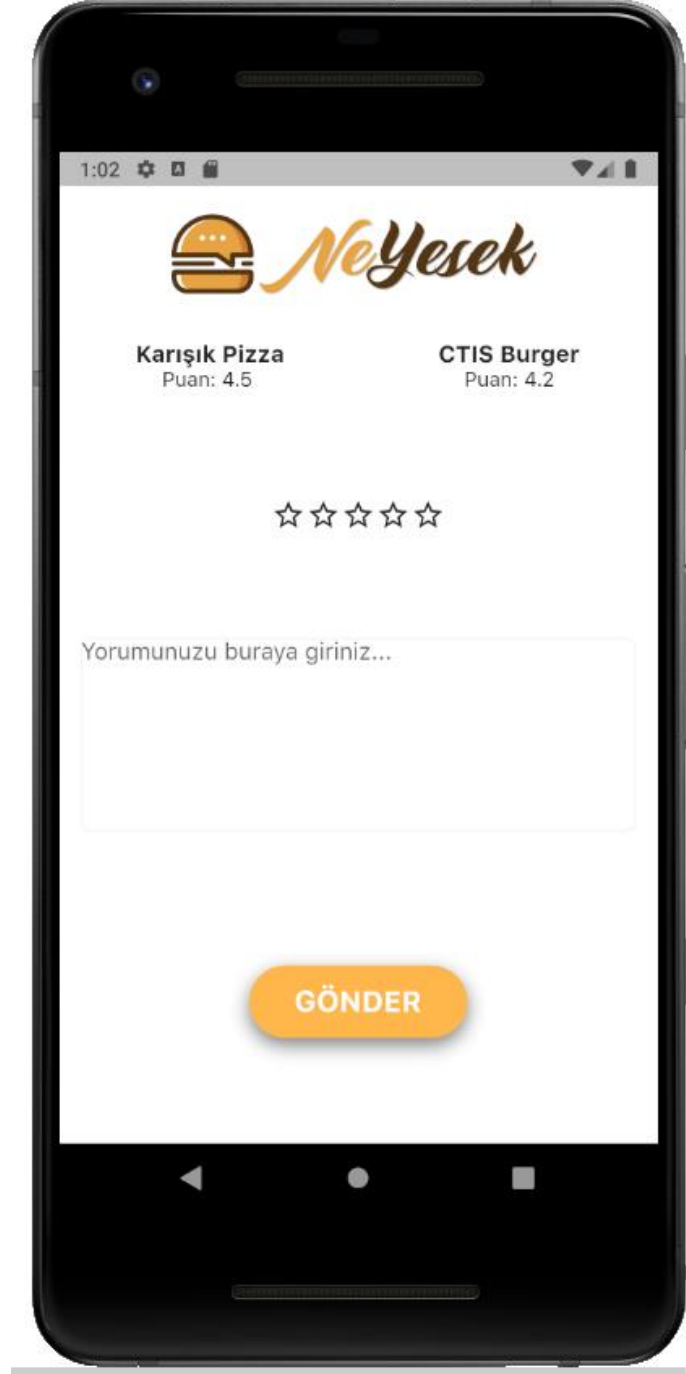 1:02
NeYesek
Karışık Pizza
Puan: 4.5
CTIS Burger
Puan: 4.2
Yorumunuzu buraya giriniz...
GÖNDER